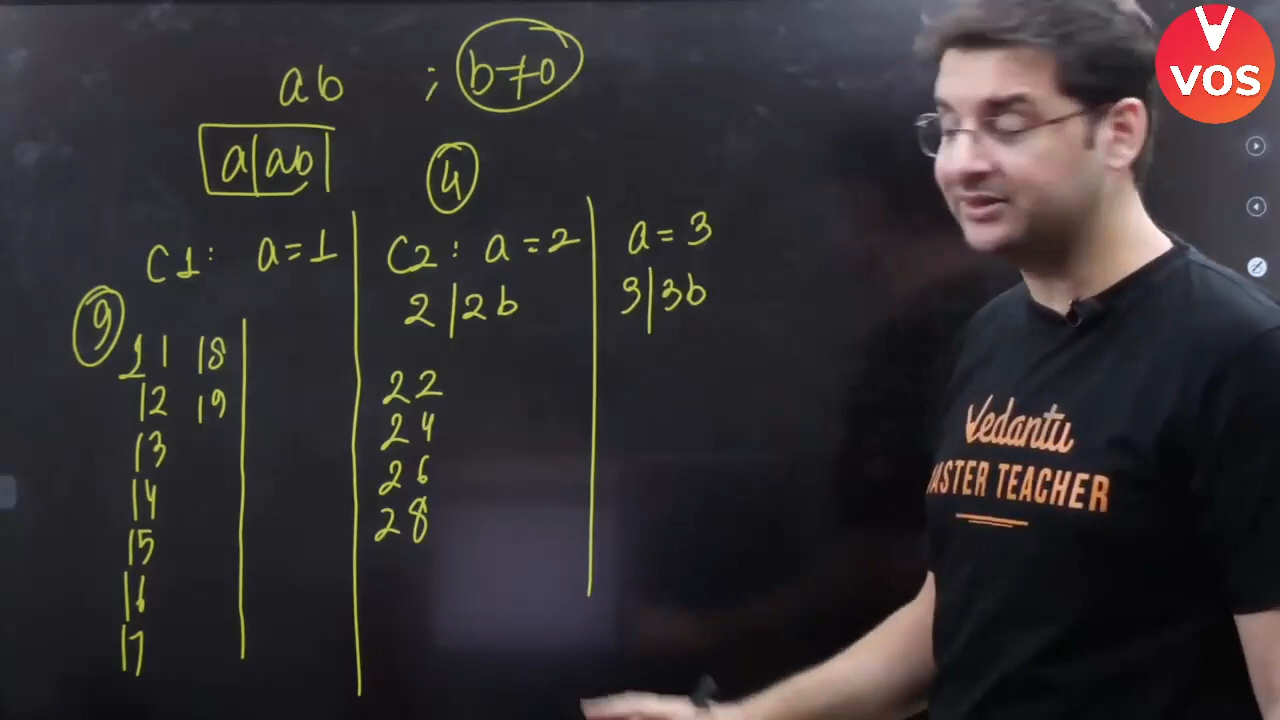 ab ; b≠0
a|ab|
4
C1: a=1
C2: a=2
a=3
2|2b
3|3b
9
11 18
12 19
13
14
15
16
17
22
24
26
28
V
VOS
Vedantu
MASTER TEACHER